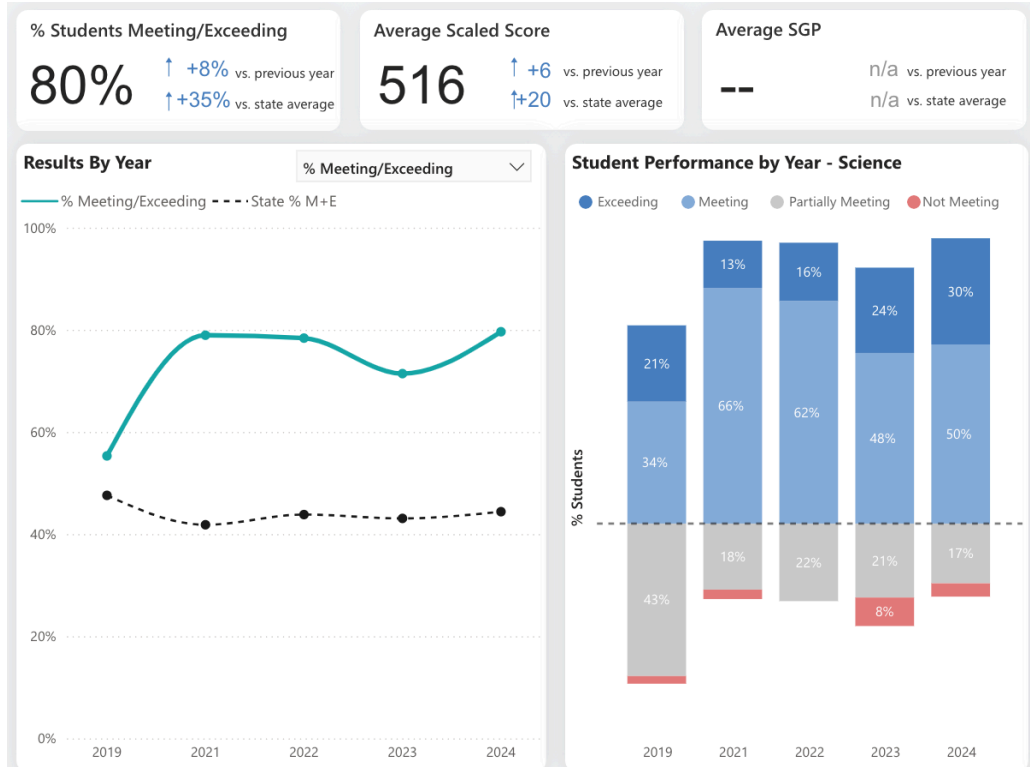 % Students Meeting/Exceeding
80%
↑ +8% vs. previous year
↑+35% vs. state average
Average Scaled Score
516
↑ +6 vs. previous year
↑+20 vs. state average
Average SGP
--
n/a vs. previous year
n/a vs. state average
Results By Year
% Meeting/Exceeding
% Meeting/Exceeding
State % M+E
100%
80%
60%
40%
20%
0%
2019 2021 2022 2023 2024
Student Performance by Year - Science
Exceeding Meeting Partially Meeting Not Meeting
% Students
21% 13% 16% 24% 30%
34% 66% 62% 48% 50%
43% 18% 22% 21% 17%
8%
2019 2021 2022 2023 2024